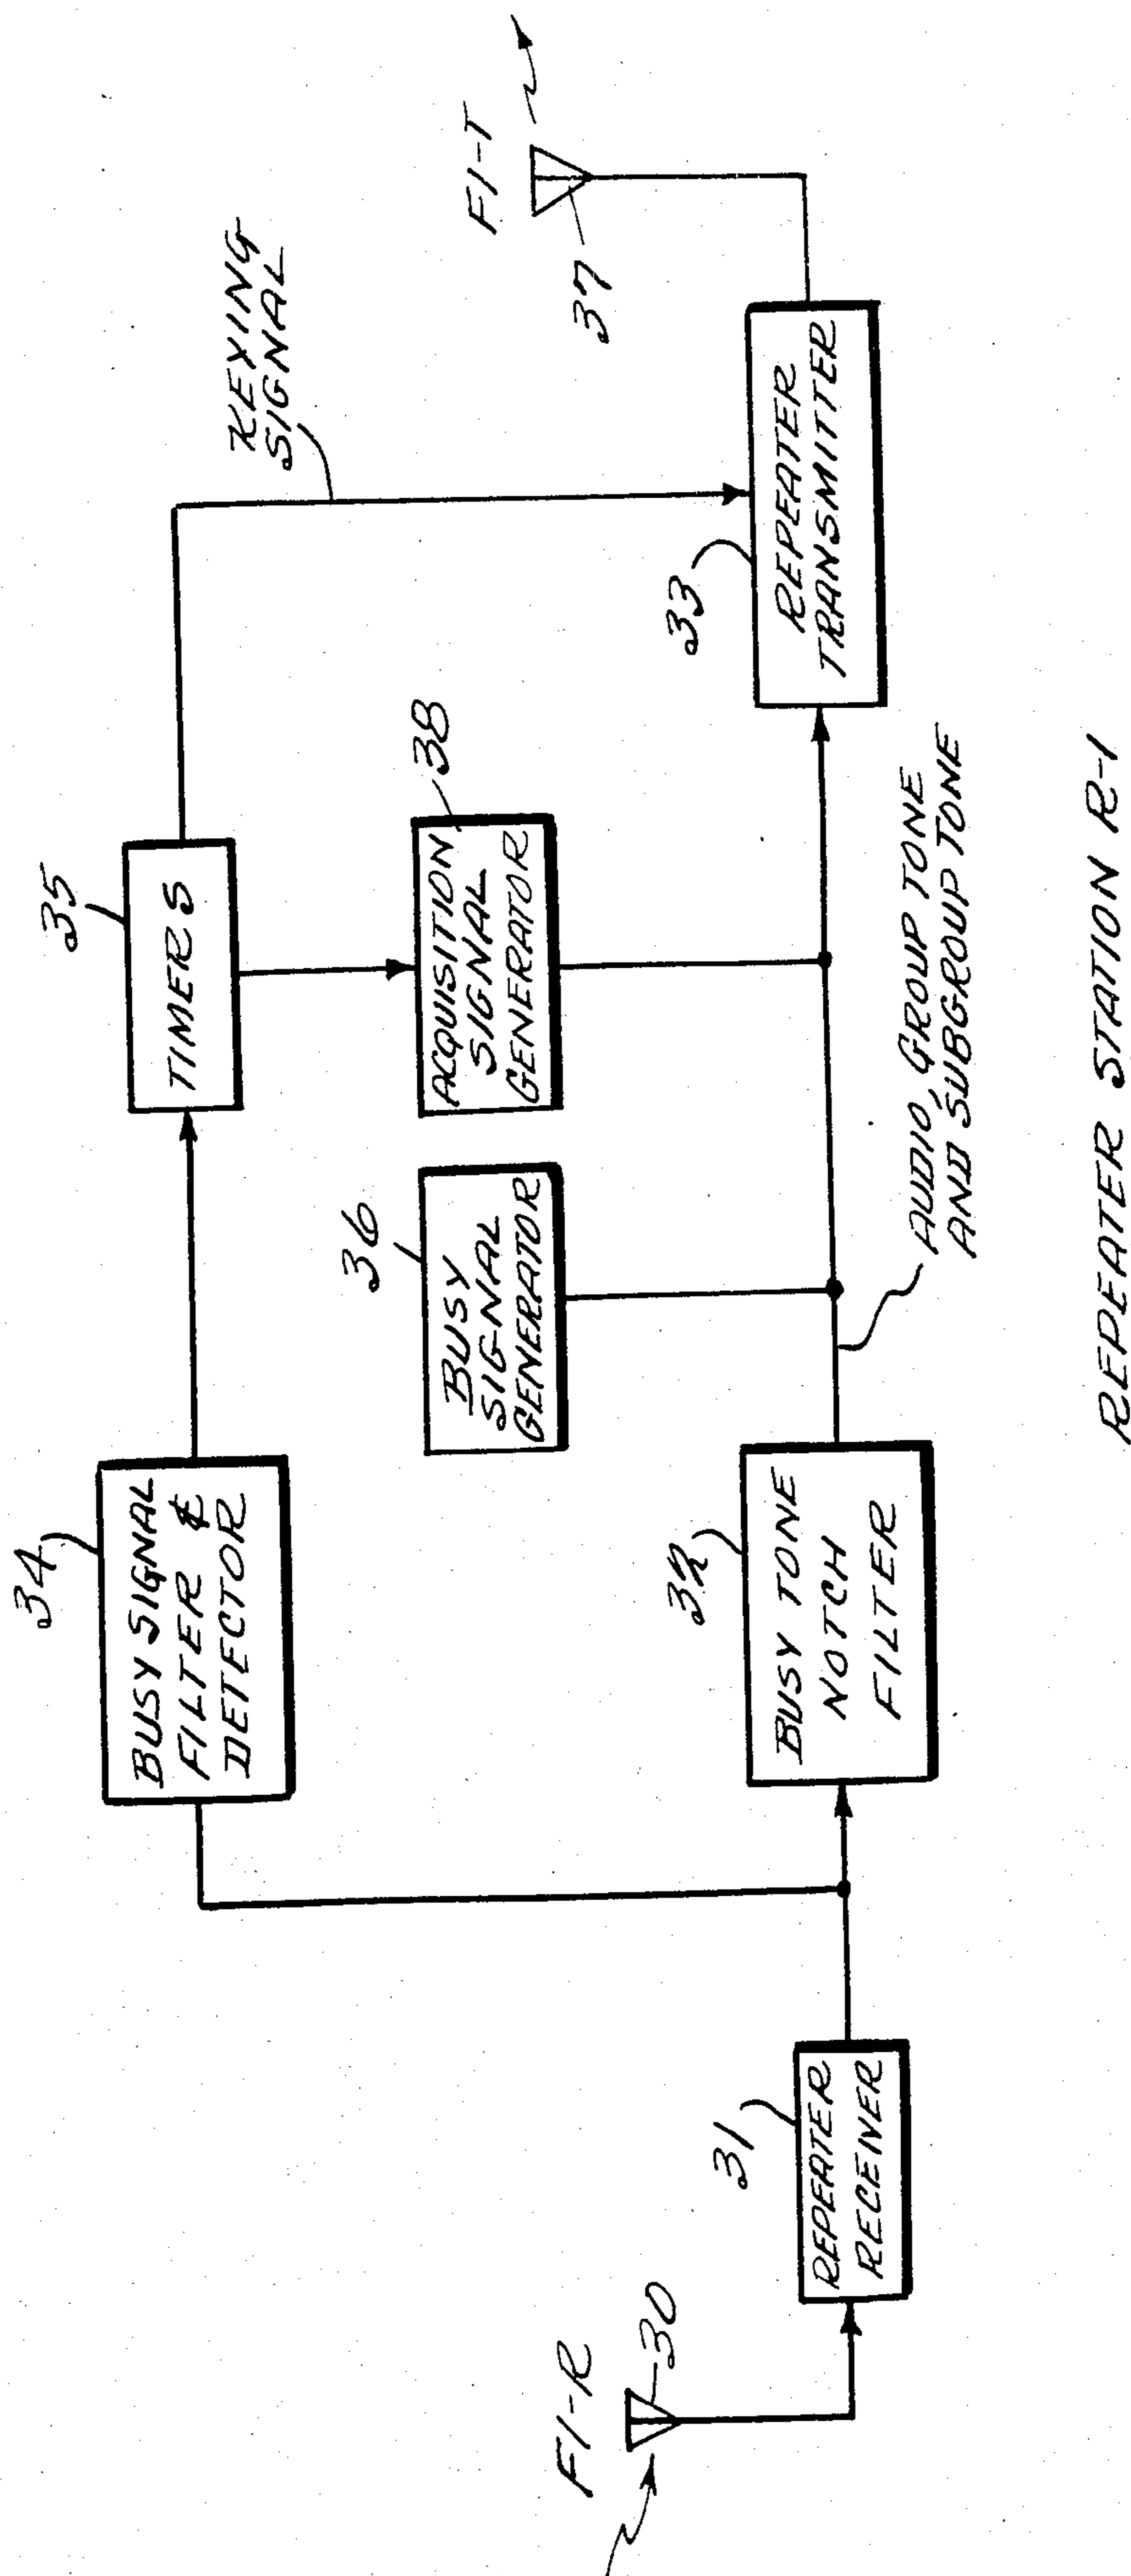 34
BUSY SIGNAL
FILTER &
DETECTOR
35
TIMERS
KEYING
SIGNAL
36
BUSY
SIGNAL
GENERATOR
38
ACQUISITION
SIGNAL
GENERATOR
F1-T
37
F1-R
30
31
REPEATER
RECEIVER
32
BUSY TONE
NOTCH
FILTER
33
REPEATER
TRANSMITTER
AUDIO, GROUP TONE
AND SUBGROUP TONE
REPEATER STATION R-1